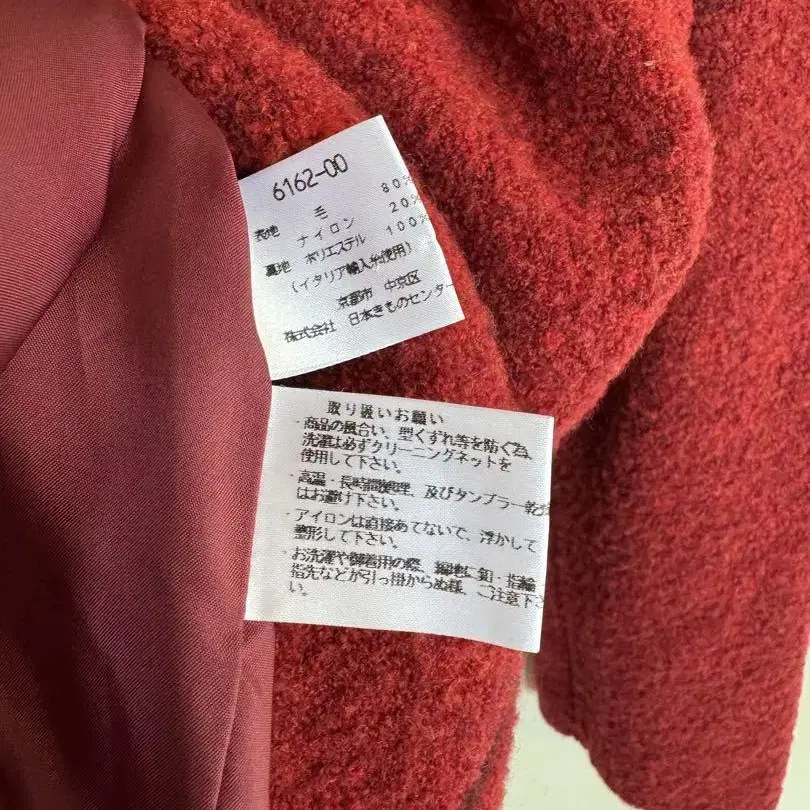 6162-00
表地 毛 80%
ナイロン 20%
裏地 ポリエステル 100%
(イタリア輸入糸使用)
京都市 中京区
株式会社 日本きものセンター
取り扱いお願い
・商品の風合い、型くずれ等を防ぐ為、
洗濯は必ずクリーニングネットを
使用して下さい。
・高温・長時間処理、及びタンブラー乾燥
はお避け下さい。
・アイロンは直接あてないで、浮かして
整形して下さい。
・お洗濯や御着用の際、編地に釦・指輪
指先などが引っ掛からぬ様、ご注意下さ
い。